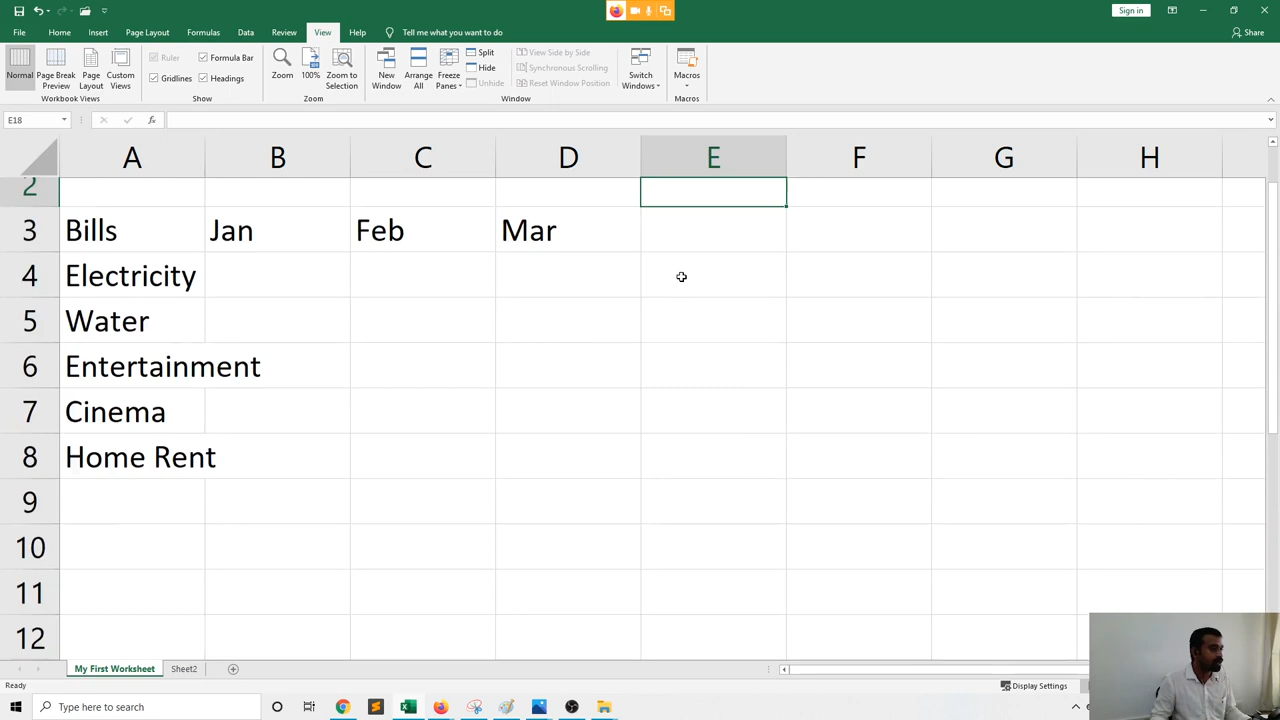 Sign in
File Home Insert Page Layout Formulas Data Review View Help Tell me what you want to do Share
Normal Page Break Preview Page Layout Custom Views
Workbook Views
Ruler Formula Bar
Gridlines Headings
Show
Zoom 100% Zoom to Selection
Zoom
New Window Arrange All Freeze Panes
Split View Side by Side
Hide Synchronous Scrolling
Unhide Reset Window Position
Window
Switch Windows
Macros
Macros
E18 fx
A B C D E F G H
2
3 Bills Jan Feb Mar
4 Electricity
5 Water
6 Entertainment
7 Cinema
8 Home Rent
9
10
11
12
My First Worksheet Sheet2
Ready Display Settings
Type here to search